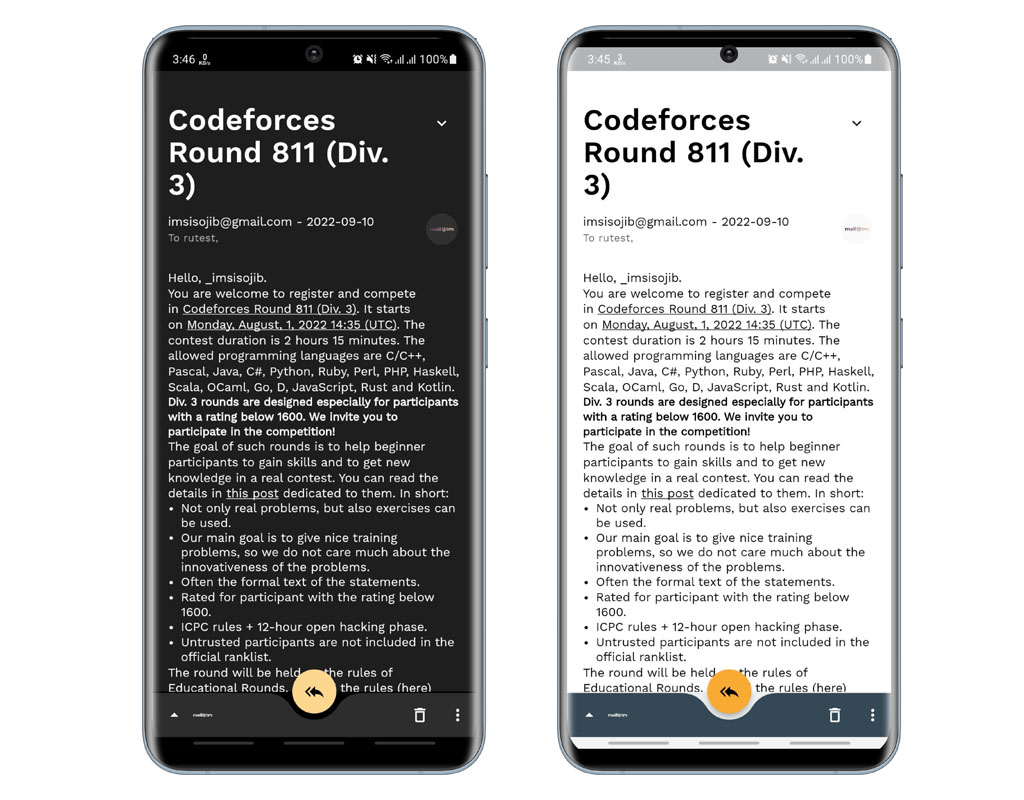 3:46 0 KB/s 100%
Codeforces
Round 811 (Div.
3)
imsisojib@gmail.com - 2022-09-10
To rutest,
Hello, _imsisojib.
You are welcome to register and compete
in Codeforces Round 811 (Div. 3). It starts
on Monday, August, 1, 2022 14:35 (UTC). The
contest duration is 2 hours 15 minutes. The
allowed programming languages are C/C++,
Pascal, Java, C#, Python, Ruby, Perl, PHP, Haskell,
Scala, OCaml, Go, D, JavaScript, Rust and Kotlin.
Div. 3 rounds are designed especially for participants
with a rating below 1600. We invite you to
participate in the competition!
The goal of such rounds is to help beginner
participants to gain skills and to get new
knowledge in a real contest. You can read the
details in this post dedicated to them. In short:
• Not only real problems, but also exercises can
be used.
• Our main goal is to give nice training
problems, so we do not care much about the
innovativeness of the problems.
• Often the formal text of the statements.
• Rated for participant with the rating below
1600.
• ICPC rules + 12-hour open hacking phase.
• Untrusted participants are not included in the
official ranklist.
The round will be held the rules of
Educational Rounds. the rules (here)
3:45 3 KB/s 100%
Codeforces
Round 811 (Div.
3)
imsisojib@gmail.com - 2022-09-10
To rutest,
Hello, _imsisojib.
You are welcome to register and compete
in Codeforces Round 811 (Div. 3). It starts
on Monday, August, 1, 2022 14:35 (UTC). The
contest duration is 2 hours 15 minutes. The
allowed programming languages are C/C++,
Pascal, Java, C#, Python, Ruby, Perl, PHP, Haskell,
Scala, OCaml, Go, D, JavaScript, Rust and Kotlin.
Div. 3 rounds are designed especially for participants
with a rating below 1600. We invite you to
participate in the competition!
The goal of such rounds is to help beginner
participants to gain skills and to get new
knowledge in a real contest. You can read the
details in this post dedicated to them. In short:
• Not only real problems, but also exercises can
be used.
• Our main goal is to give nice training
problems, so we do not care much about the
innovativeness of the problems.
• Often the formal text of the statements.
• Rated for participant with the rating below
1600.
• ICPC rules + 12-hour open hacking phase.
• Untrusted participants are not included in the
official ranklist.
The round will be held the rules of
Educational Rounds. the rules (here)